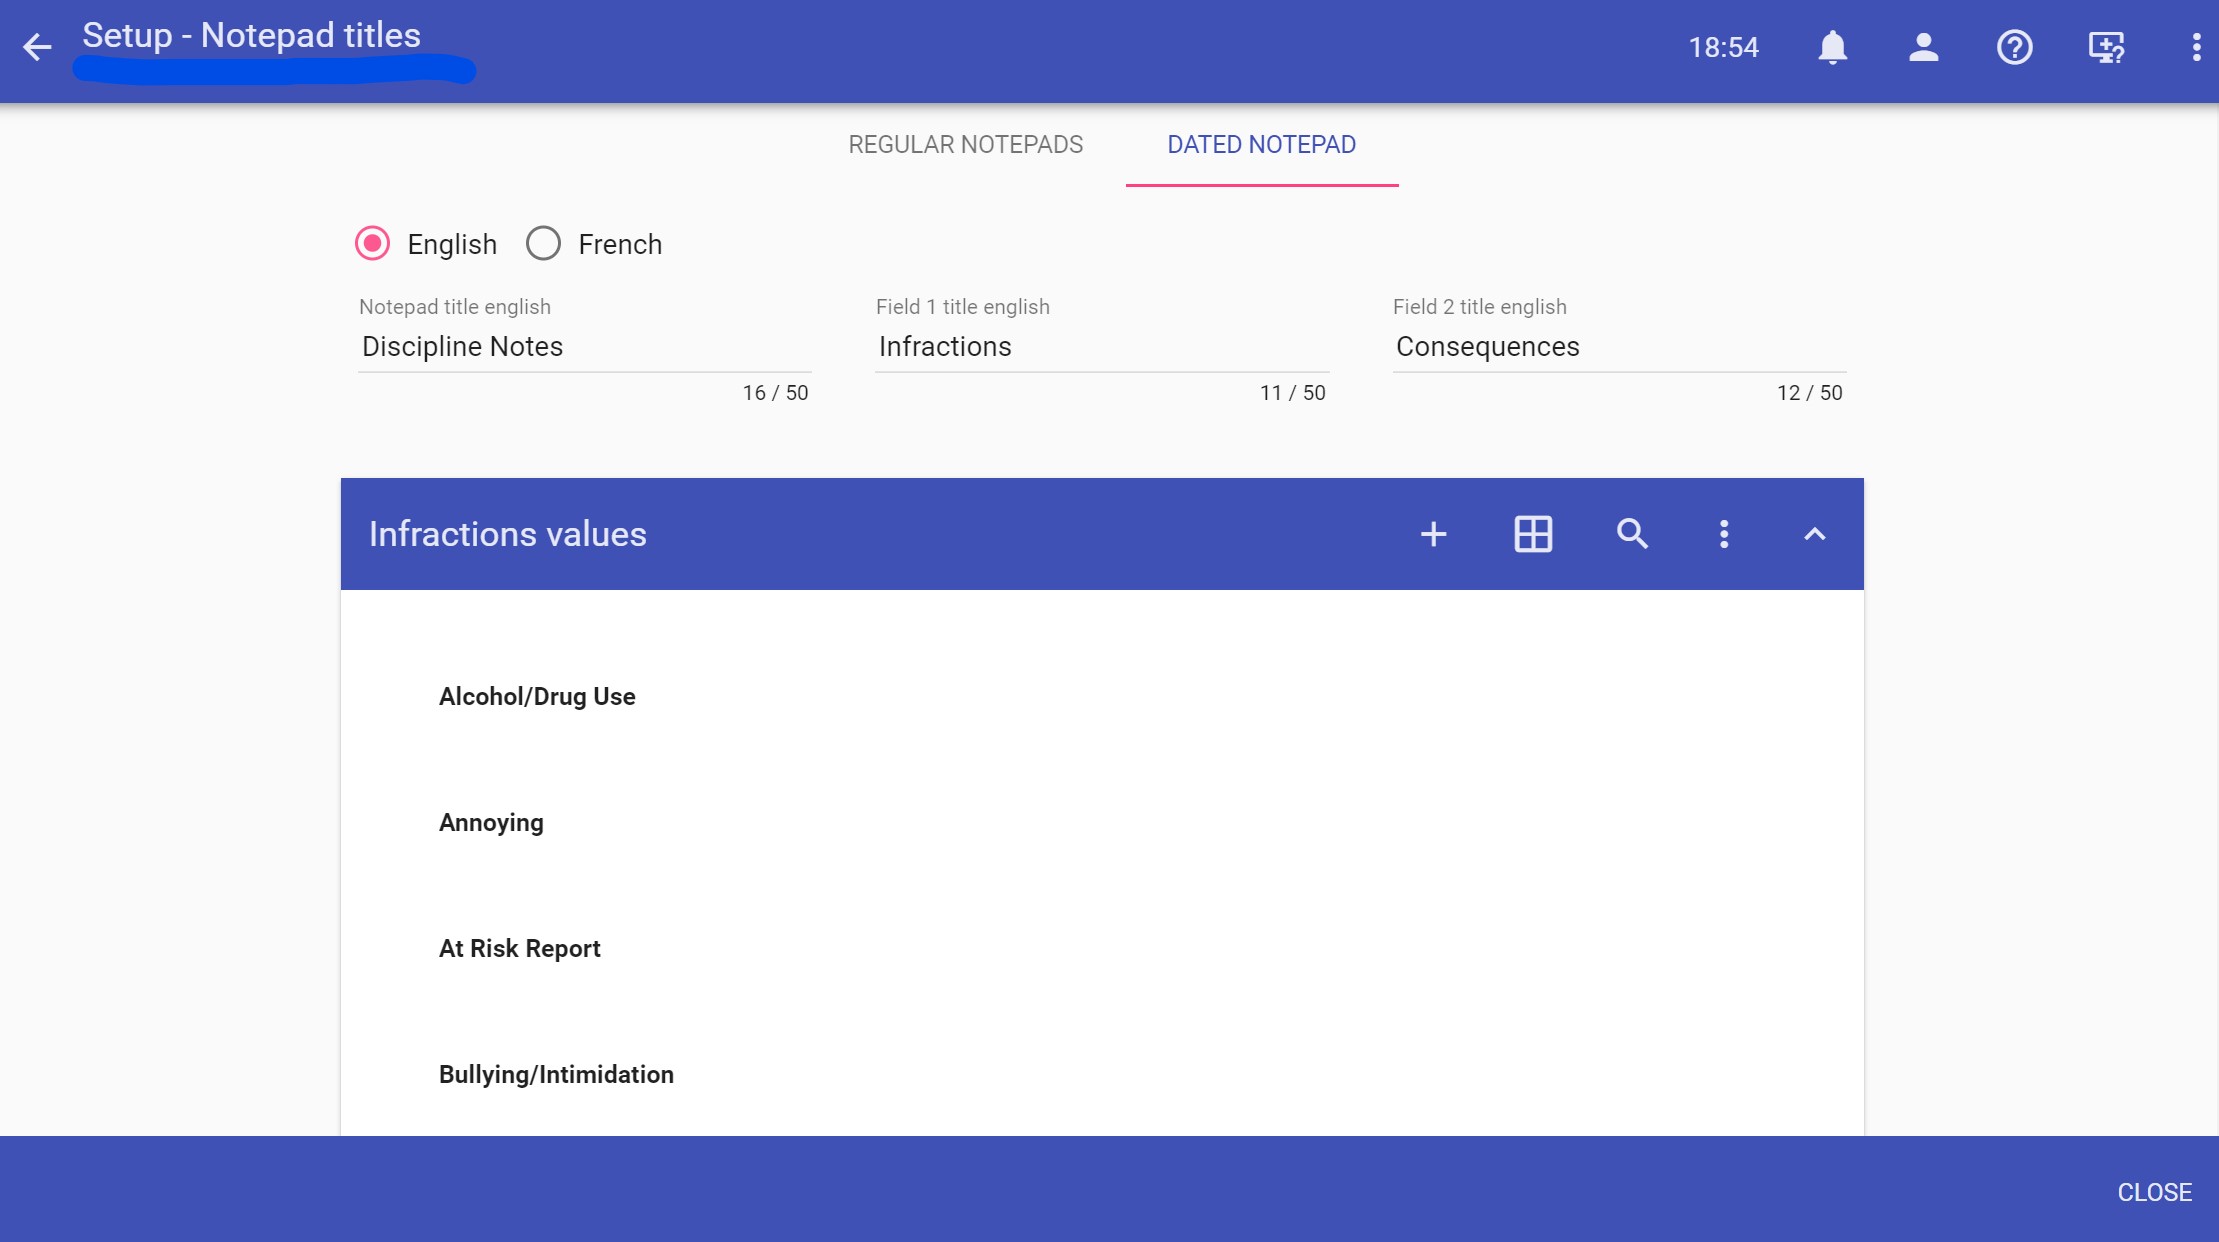 Setup - Notepad titles
18:54
REGULAR NOTEPADS DATED NOTEPAD
English French
Notepad title english Field 1 title english Field 2 title english
Discipline Notes Infractions Consequences
16 / 50 11 / 50 12 / 50
Infractions values
Alcohol/Drug Use
Annoying
At Risk Report
Bullying/Intimidation
CLOSE